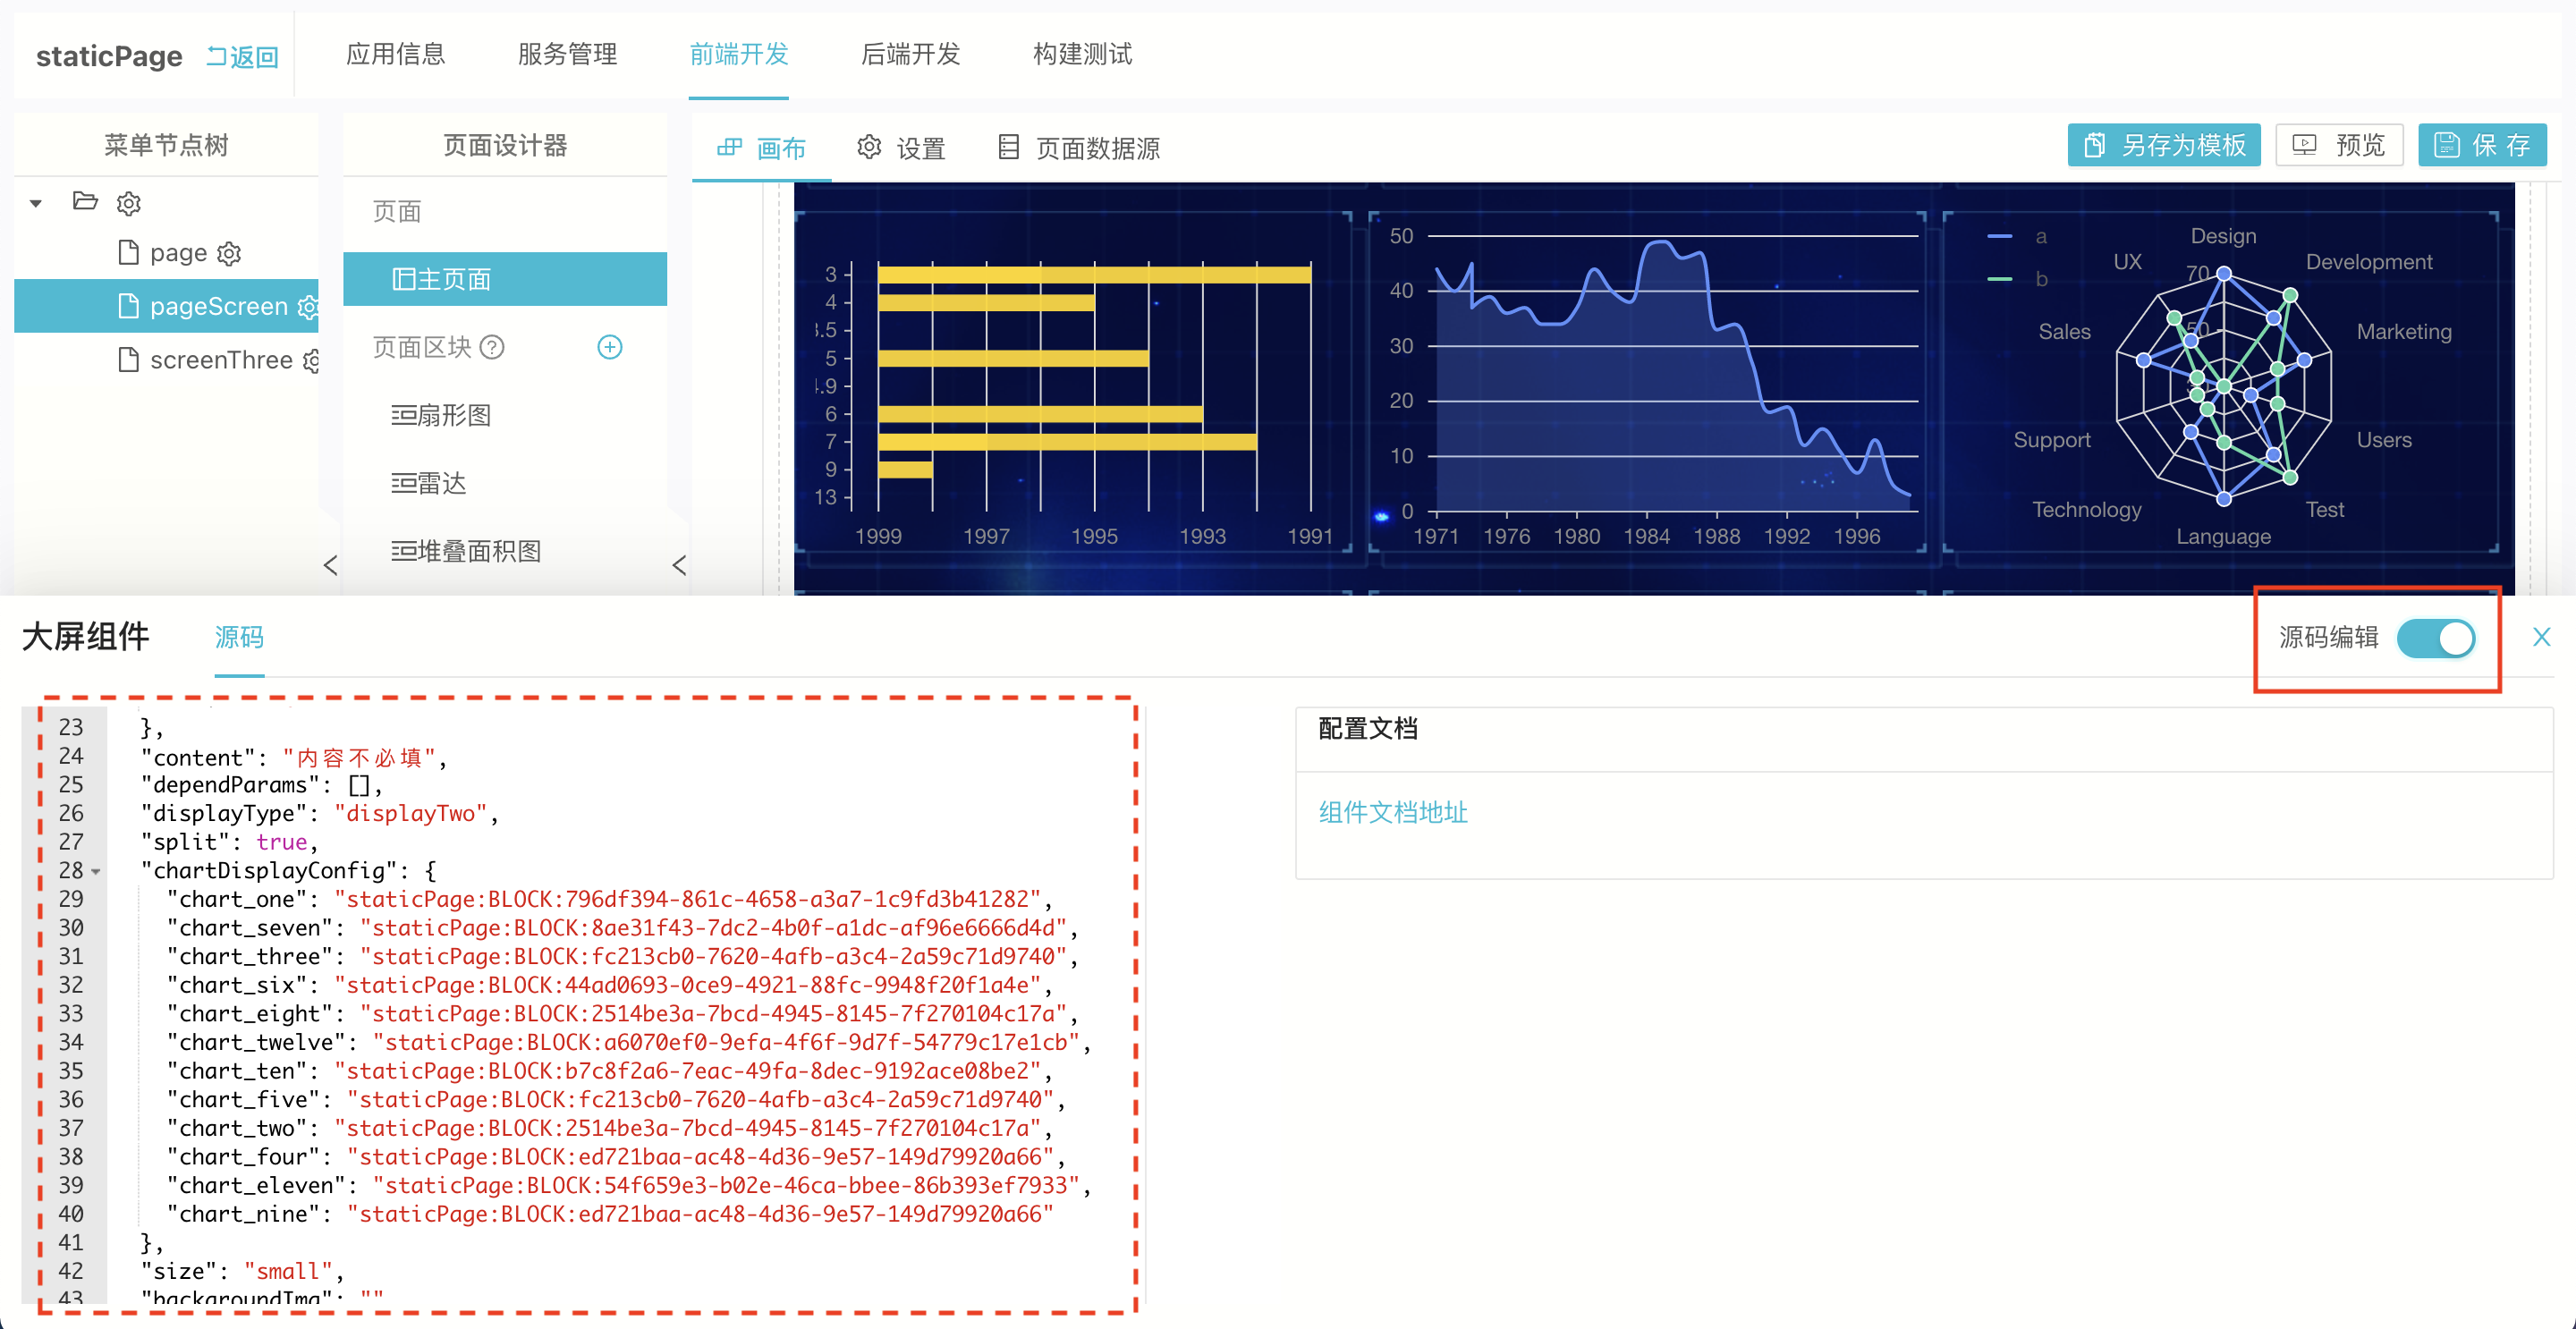 staticPage 返回 应用信息 服务管理 前端开发 后端开发 构建测试
菜单节点树
page
pageScreen
screenThree
页面设计器
页面
主页面
页面区块
扇形图
雷达
堆叠面积图
画布 设置 页面数据源
另存为模板 预览 保 存
3
4
5
6
7
9
13
1999 1997 1995 1993 1991
50
40
30
20
10
0
1971 1976 1980 1984 1988 1992 1996
a
b
Design
Development
Marketing
Users
Test
Language
Technology
Support
Sales
UX
70
50
大屏组件 源码 源码编辑
23 },
24 "content": "内容不必填",
25 "dependParams": [],
26 "displayType": "displayTwo",
27 "split": true,
28 "chartDisplayConfig": {
29 "chart_one": "staticPage:BLOCK:796df394-861c-4658-a3a7-1c9fd3b41282",
30 "chart_seven": "staticPage:BLOCK:8ae31f43-7dc2-4b0f-a1dc-af96e6666d4d",
31 "chart_three": "staticPage:BLOCK:fc213cb0-7620-4afb-a3c4-2a59c71d9740",
32 "chart_six": "staticPage:BLOCK:44ad0693-0ce9-4921-88fc-9948f20f1a4e",
33 "chart_eight": "staticPage:BLOCK:2514be3a-7bcd-4945-8145-7f270104c17a",
34 "chart_twelve": "staticPage:BLOCK:a6070ef0-9efa-4f6f-9d7f-54779c17e1cb",
35 "chart_ten": "staticPage:BLOCK:b7c8f2a6-7eac-49fa-8dec-9192ace08be2",
36 "chart_five": "staticPage:BLOCK:fc213cb0-7620-4afb-a3c4-2a59c71d9740",
37 "chart_two": "staticPage:BLOCK:2514be3a-7bcd-4945-8145-7f270104c17a",
38 "chart_four": "staticPage:BLOCK:ed721baa-ac48-4d36-9e57-149d79920a66",
39 "chart_eleven": "staticPage:BLOCK:54f659e3-b02e-46ca-bbee-86b393ef7933",
40 "chart_nine": "staticPage:BLOCK:ed721baa-ac48-4d36-9e57-149d79920a66"
41 },
42 "size": "small",
43 "backgroundImg": ""
配置文档
组件文档地址